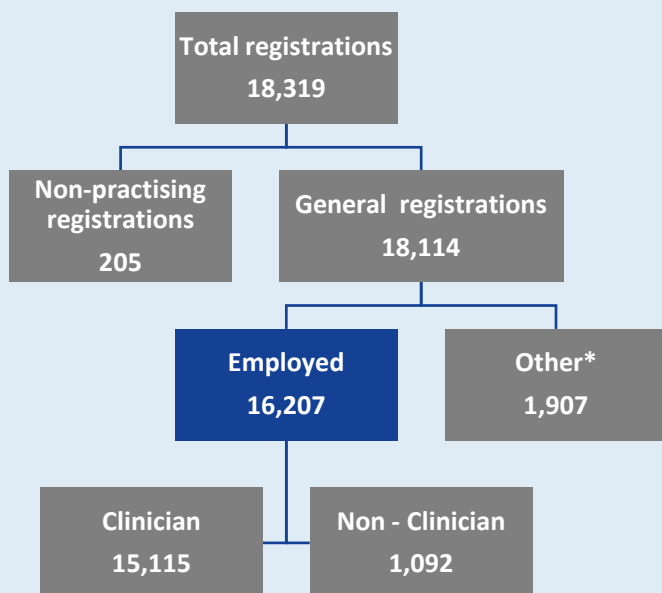 Total registrations
18,319
Non-practising
registrations
205
General registrations
18,114
Employed
16,207
Other*
1,907
Clinician
15,115
Non - Clinician
1,092